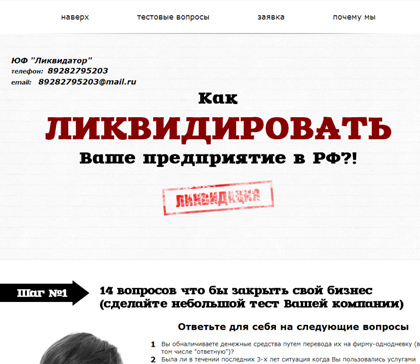 наверх тестовые вопросы заявка почему мы
ЮФ "Ликвидатор"
телефон: 89282795203
email: 89282795203@mail.ru
Как
ЛИКВИДИРОВАТЬ
Ваше предприятие в РФ?!
ЛИКВИДАЦИЯ
Шаг №1
14 вопросов что бы закрыть свой бизнес
(сделайте небольшой тест Вашей компании)
Ответьте для себя на следующие вопросы
1 Вы обналичиваете денежные средства путем перевода их на фирму-однодневку (в
том числе "ответную")?
2 Была ли в течении последних 3-х лет ситуация когда Вы пользовались услугами